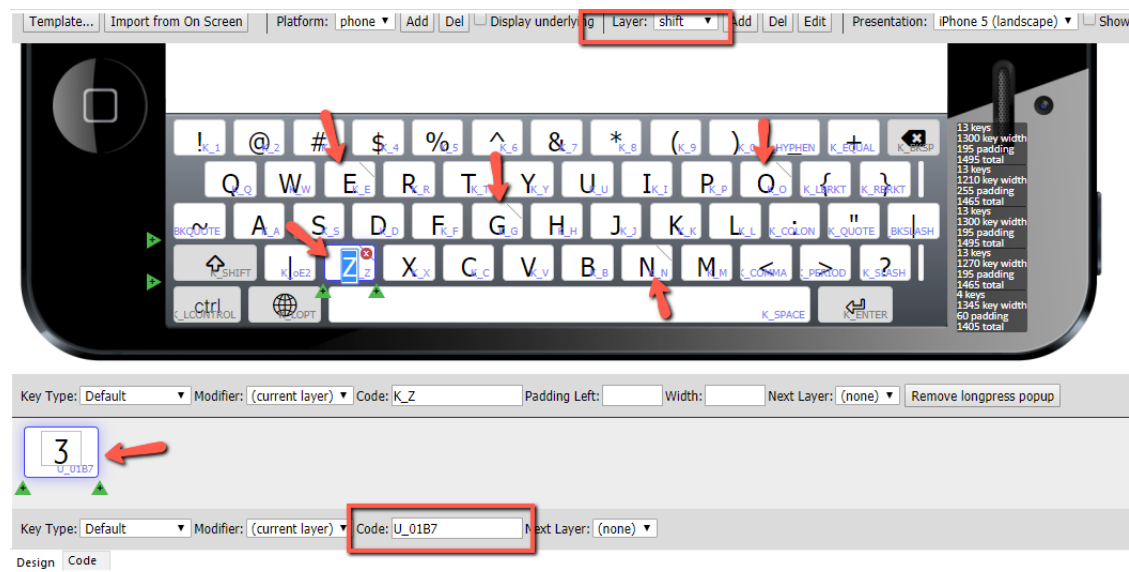 Template... Import from On Screen Platform: phone Add Del Display underlying Layer: shift Add Del Edit Presentation: iPhone 5 (landscape) Show
! K_1 @ K_2 # $ K_4 % K_5 ^ K_6 & K_7 * K_8 ( K_9 ) K_0 _ HYPHEN + K_EQUAL K_BKSP
Q K_Q W K_W E K_E R K_R T K_T Y K_Y U K_U I K_I P K_P O K_O { K_LBRKT } K_RBRKT
~ BKQUOTE A K_A S K_S D K_D F K_F G K_G H K_H J K_J K K_K L K_L : K_COLON " K_QUOTE | BKSLASH
K_SHIFT | K_oE2 Z K_Z X K_X C K_C V K_V B K_B N K_N M K_M < K_COMMA > K_PERIOD ? K_SLASH
ctrl K_LCONTROL K_LOPT K_SPACE K_ENTER
13 keys
1300 key width
195 padding
1495 total
13 keys
1210 key width
255 padding
1465 total
13 keys
1300 key width
195 padding
1495 total
13 keys
1270 key width
195 padding
1465 total
4 keys
1345 key width
60 padding
1405 total
Key Type: Default Modifier: (current layer) Code: K_Z Padding Left: Width: Next Layer: (none) Remove longpress popup
Ʒ
U_01B7
Key Type: Default Modifier: (current layer) Code: U_01B7 Next Layer: (none)
Design Code